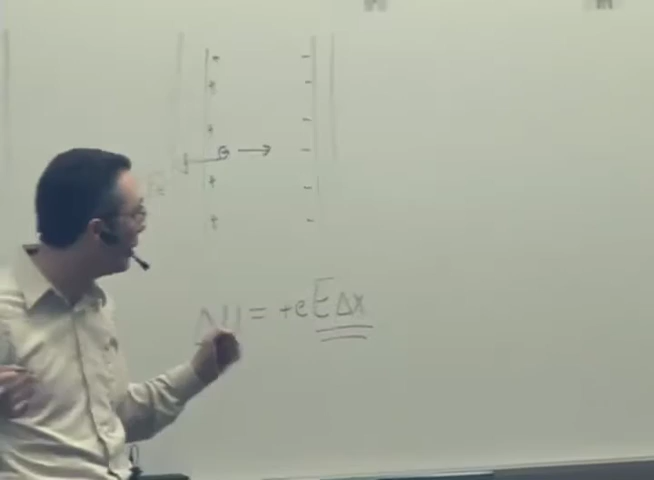 + -
+ -
+ -
⊕ → -
+ -
+ -
ΔU = +eEΔx